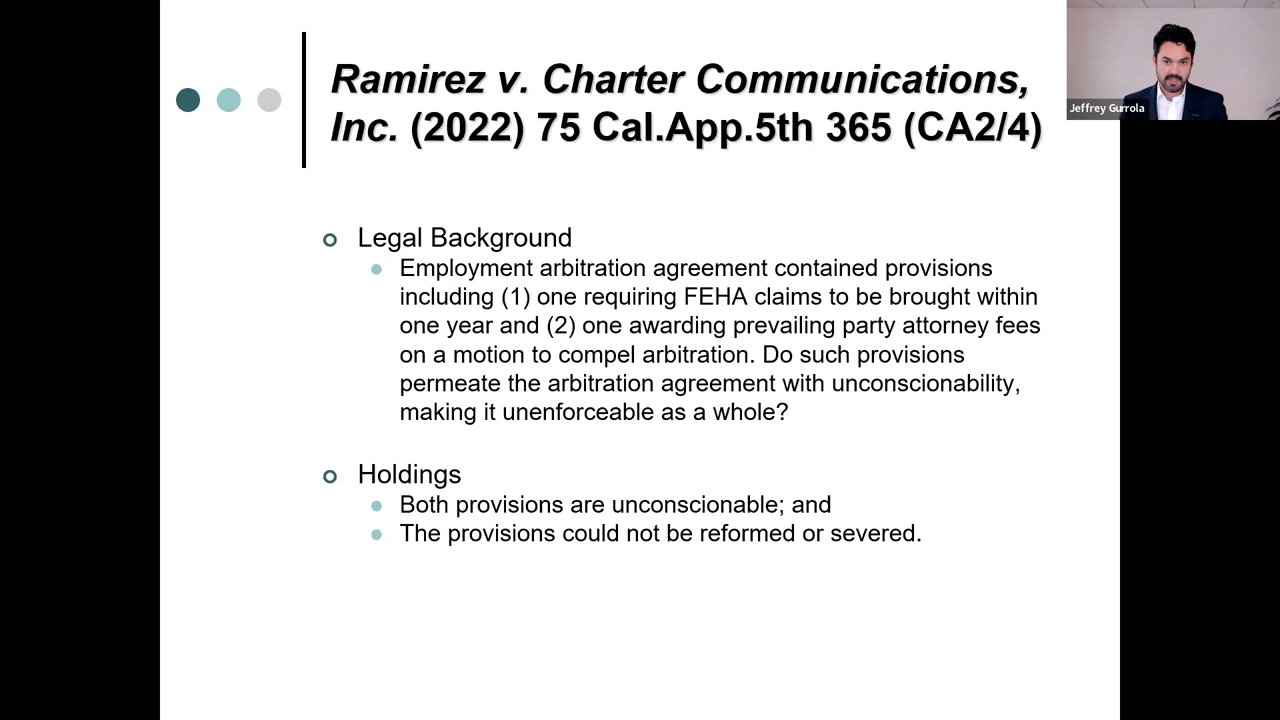 Ramirez v. Charter Communications,
Inc. (2022) 75 Cal.App.5th 365 (CA2/4)
Jeffrey Gurrola
Legal Background
Employment arbitration agreement contained provisions
including (1) one requiring FEHA claims to be brought within
one year and (2) one awarding prevailing party attorney fees
on a motion to compel arbitration. Do such provisions
permeate the arbitration agreement with unconscionability,
making it unenforceable as a whole?
Holdings
Both provisions are unconscionable; and
The provisions could not be reformed or severed.